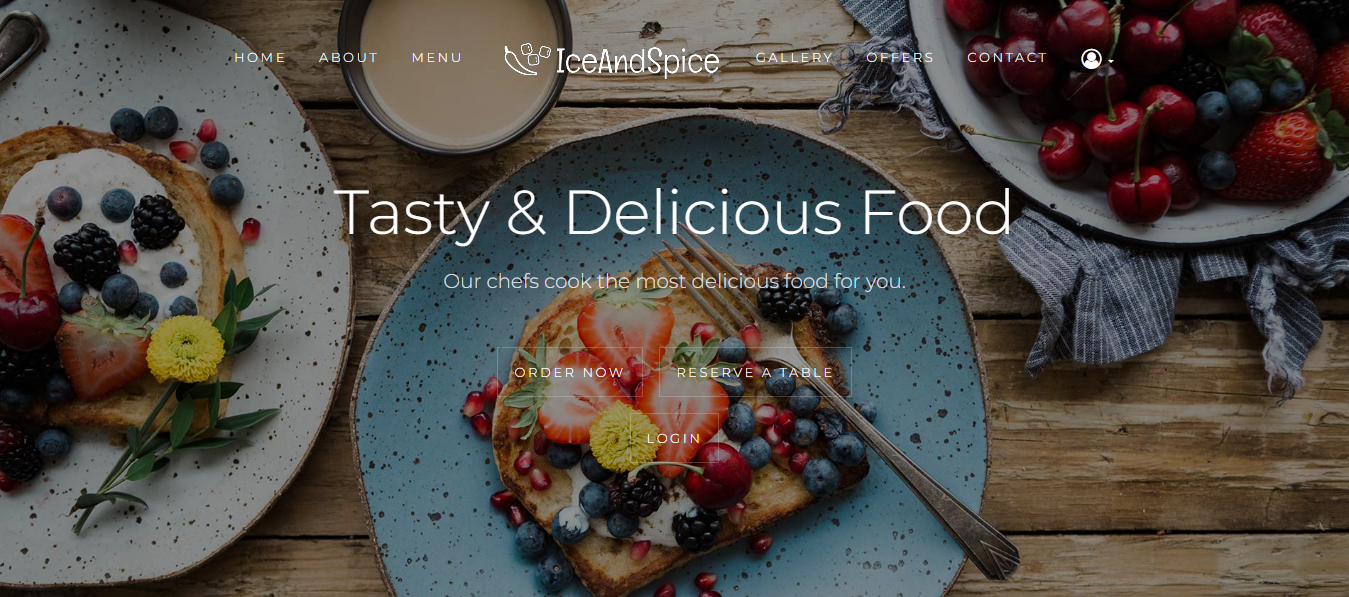 HOME ABOUT MENU IceAndSpice GALLERY OFFERS CONTACT
Tasty & Delicious Food
Our chefs cook the most delicious food for you.
ORDER NOW RESERVE A TABLE
LOGIN